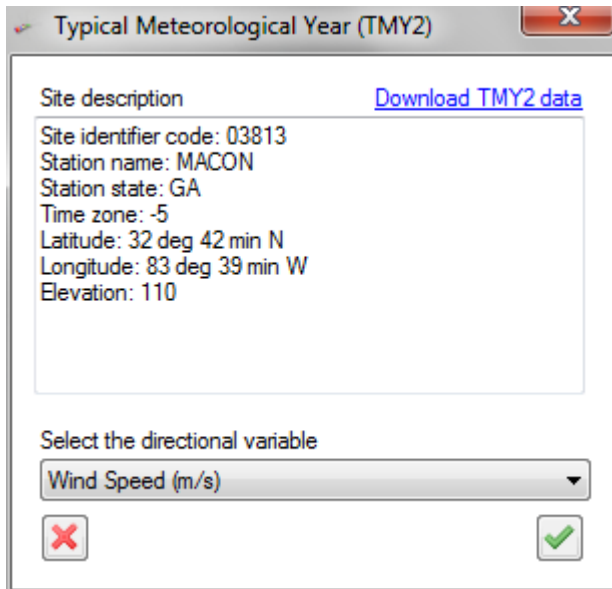 Typical Meteorological Year (TMY2)
Site description Download TMY2 data
Site identifier code: 03813
Station name: MACON
Station state: GA
Time zone: -5
Latitude: 32 deg 42 min N
Longitude: 83 deg 39 min W
Elevation: 110
Select the directional variable
Wind Speed (m/s)